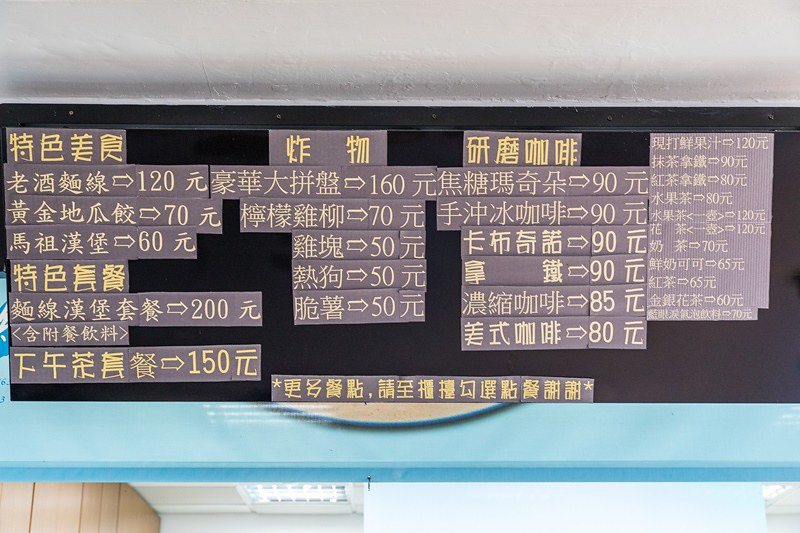 特色美食
老酒麵線⇨120 元
黃金地瓜餃⇨70 元
馬祖漢堡⇨60 元
特色套餐
麵線漢堡套餐⇨200 元
<含附餐飲料>
下午茶套餐⇨150元
炸 物
豪華大拼盤⇨160 元
檸檬雞柳⇨70 元
雞塊⇨50 元
熱狗⇨50 元
脆薯⇨50 元
研磨咖啡
焦糖瑪奇朵⇨90 元
手沖冰咖啡⇨90 元
卡布奇諾⇨90 元
拿 鐵⇨90 元
濃縮咖啡⇨85 元
美式咖啡⇨80 元
現打鮮果汁⇨120元
抹茶拿鐵⇨90元
紅茶拿鐵⇨80元
水果茶⇨80元
水果茶<一壺>⇨120元
花 茶<一壺>⇨120元
奶 茶⇨70元
鮮奶可可⇨65元
紅茶⇨65元
金銀花茶⇨60元
藍眼淚氣泡飲料⇨70元
*更多餐點,請至櫃檯勾選點餐謝謝*